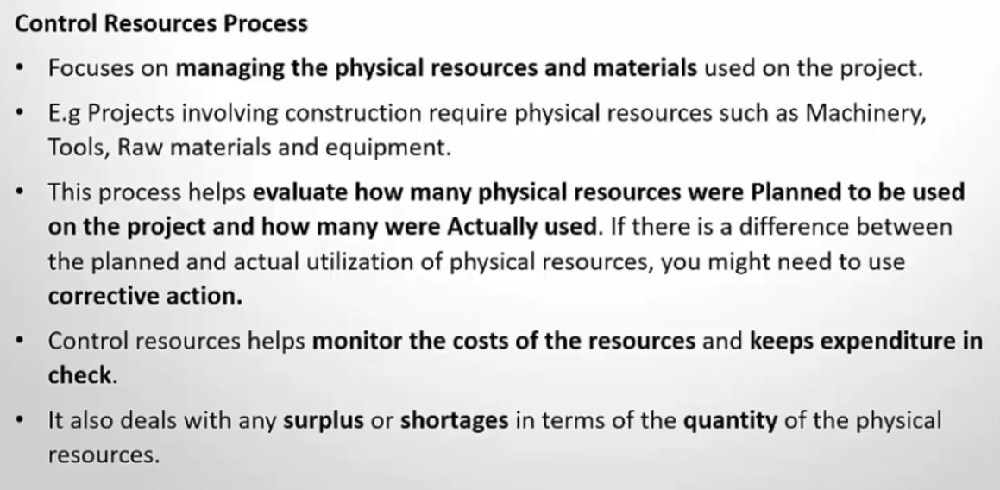 Control Resources Process
• Focuses on managing the physical resources and materials used on the project.
• E.g Projects involving construction require physical resources such as Machinery,
Tools, Raw materials and equipment.
• This process helps evaluate how many physical resources were Planned to be used
on the project and how many were Actually used. If there is a difference between
the planned and actual utilization of physical resources, you might need to use
corrective action.
• Control resources helps monitor the costs of the resources and keeps expenditure in
check.
• It also deals with any surplus or shortages in terms of the quantity of the physical
resources.